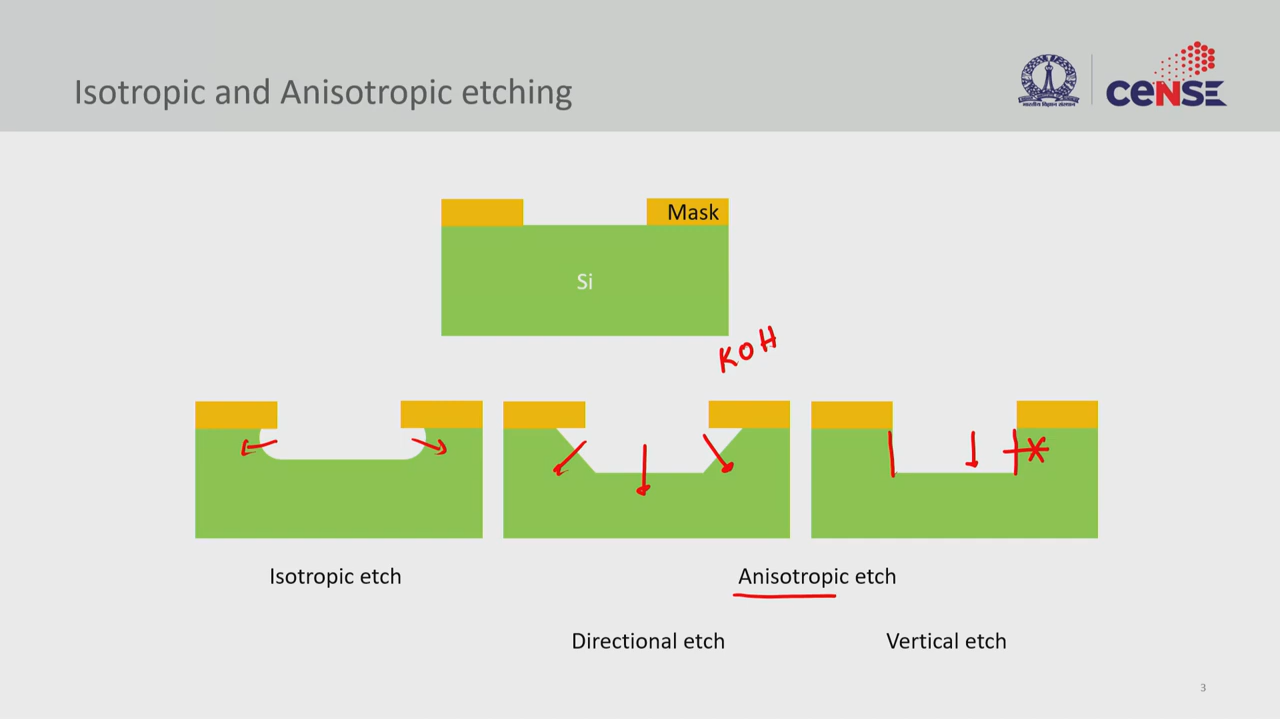 Isotropic and Anisotropic etching
CeNSE
Mask
Si
KOH
Isotropic etch
Anisotropic etch
Directional etch
Vertical etch
3